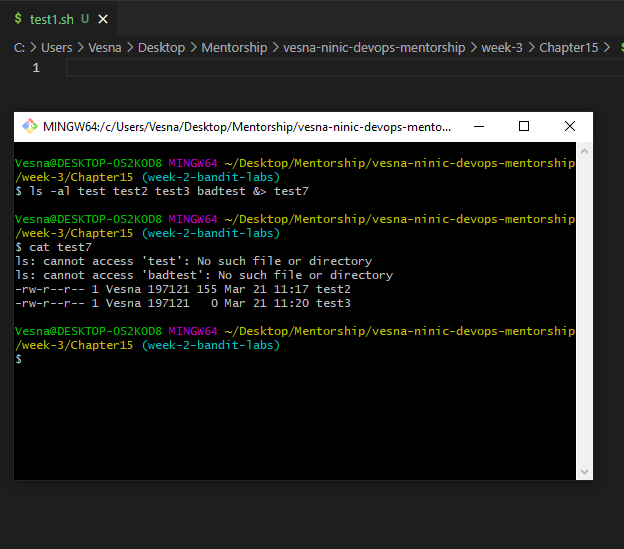 $ test1.sh U
C: > Users > Vesna > Desktop > Mentorship > vesna-ninic-devops-mentorship > week-3 > Chapter15 > $
1
MINGW64:/c/Users/Vesna/Desktop/Mentorship/vesna-ninic-devops-mento...
Vesna@DESKTOP-OS2KOD8 MINGW64 ~/Desktop/Mentorship/vesna-ninic-devops-mentorship
/week-3/Chapter15 (week-2-bandit-labs)
$ ls -al test test2 test3 badtest &> test7
Vesna@DESKTOP-OS2KOD8 MINGW64 ~/Desktop/Mentorship/vesna-ninic-devops-mentorship
/week-3/Chapter15 (week-2-bandit-labs)
$ cat test7
ls: cannot access 'test': No such file or directory
ls: cannot access 'badtest': No such file or directory
-rw-r--r-- 1 Vesna 197121 155 Mar 21 11:17 test2
-rw-r--r-- 1 Vesna 197121   0 Mar 21 11:20 test3
Vesna@DESKTOP-OS2KOD8 MINGW64 ~/Desktop/Mentorship/vesna-ninic-devops-mentorship
/week-3/Chapter15 (week-2-bandit-labs)
$